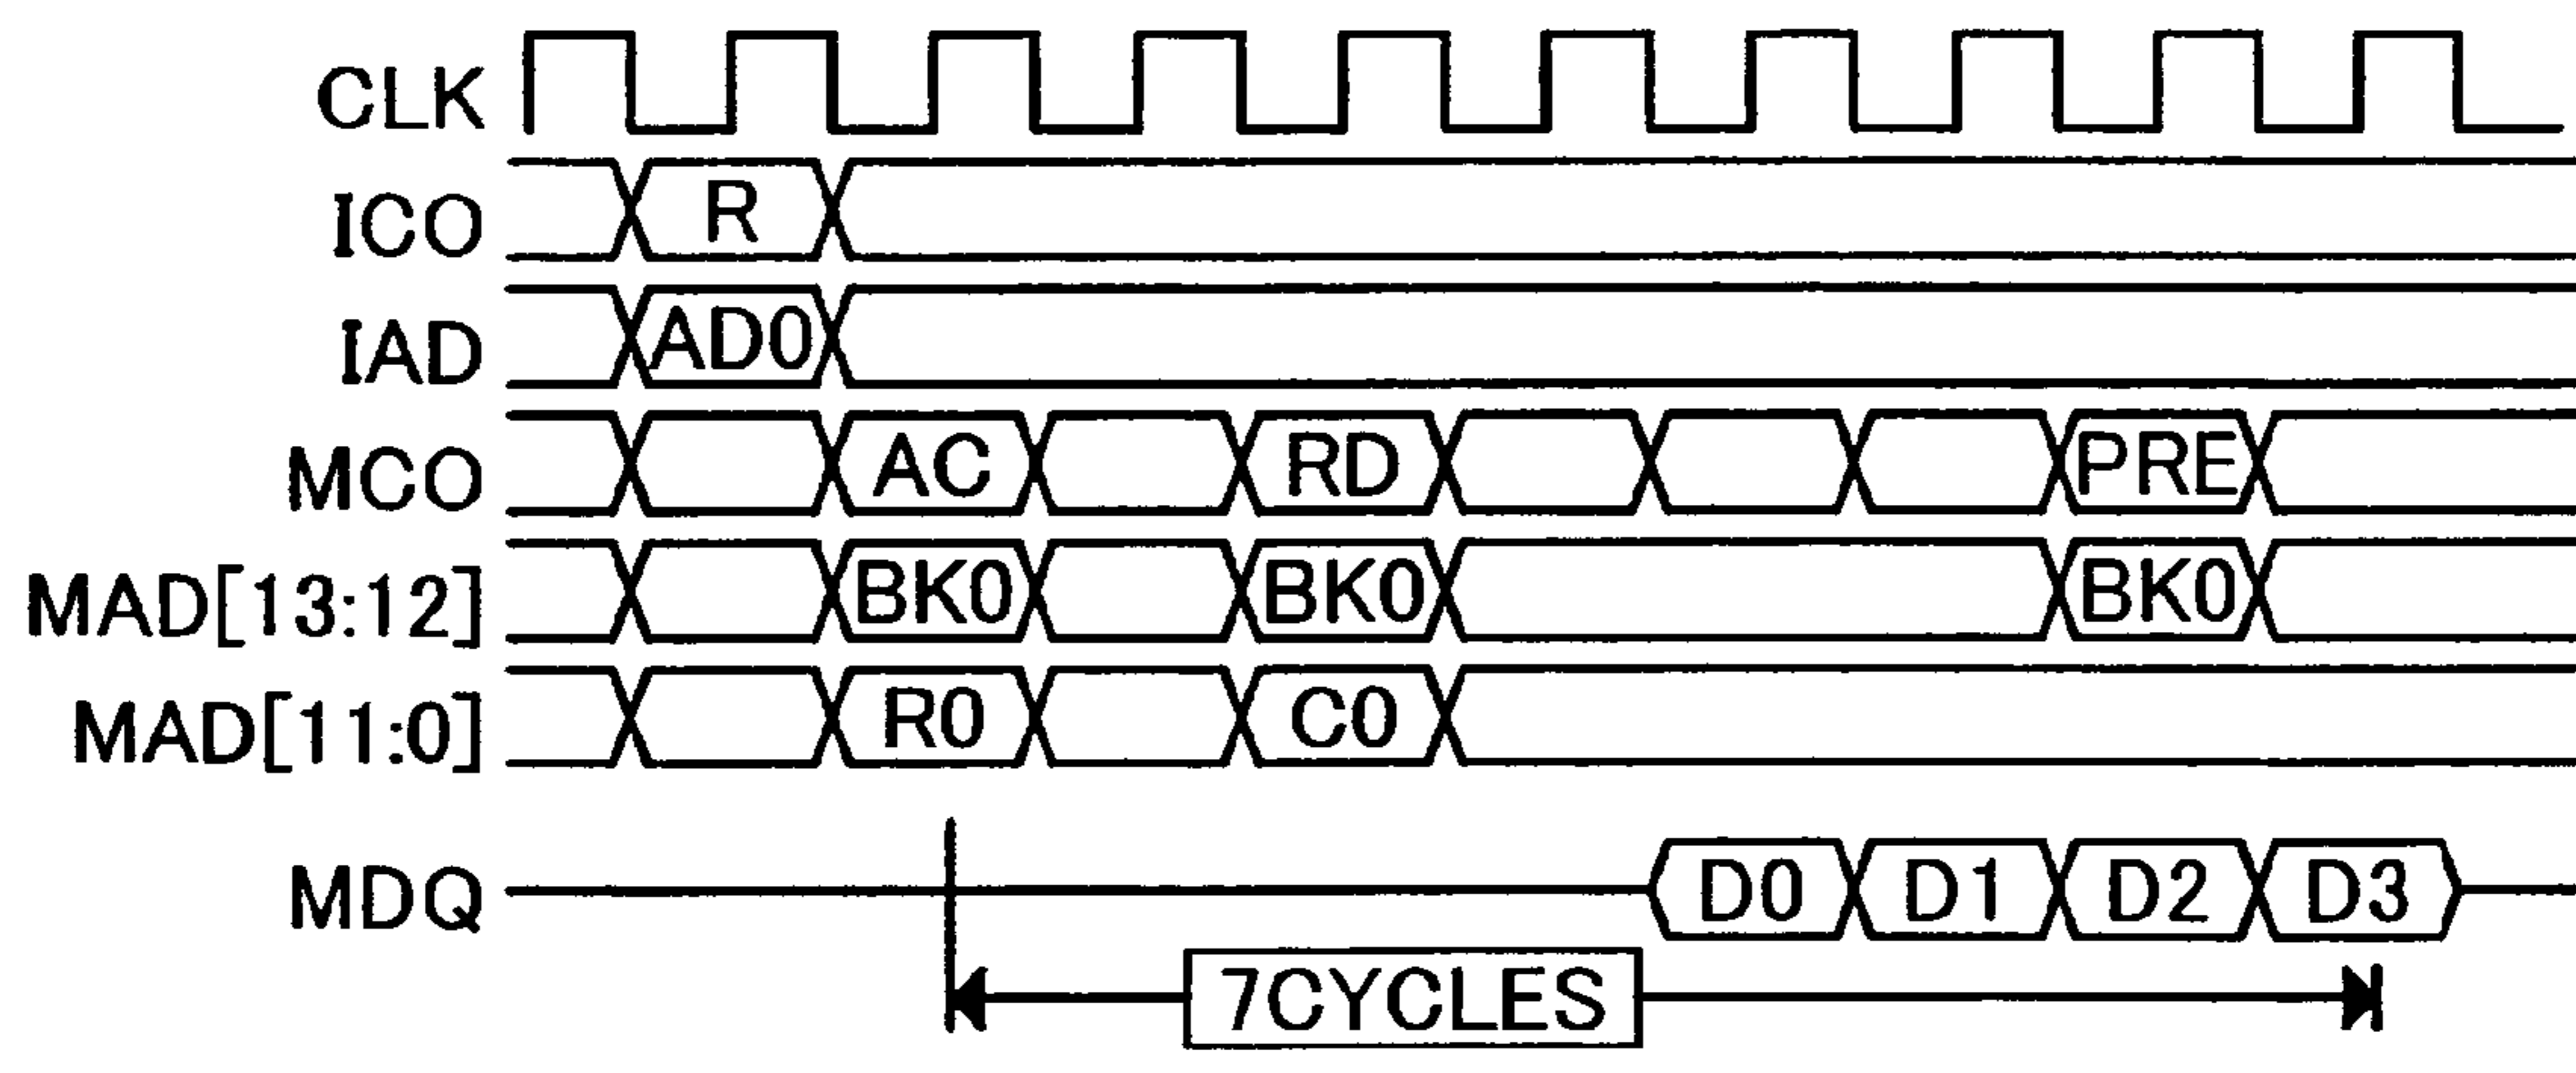 CLK
ICO R
IAD AD0
MCO AC RD PRE
MAD[13:12] BK0 BK0 BK0
MAD[11:0] R0 C0
MDQ D0 D1 D2 D3
7CYCLES